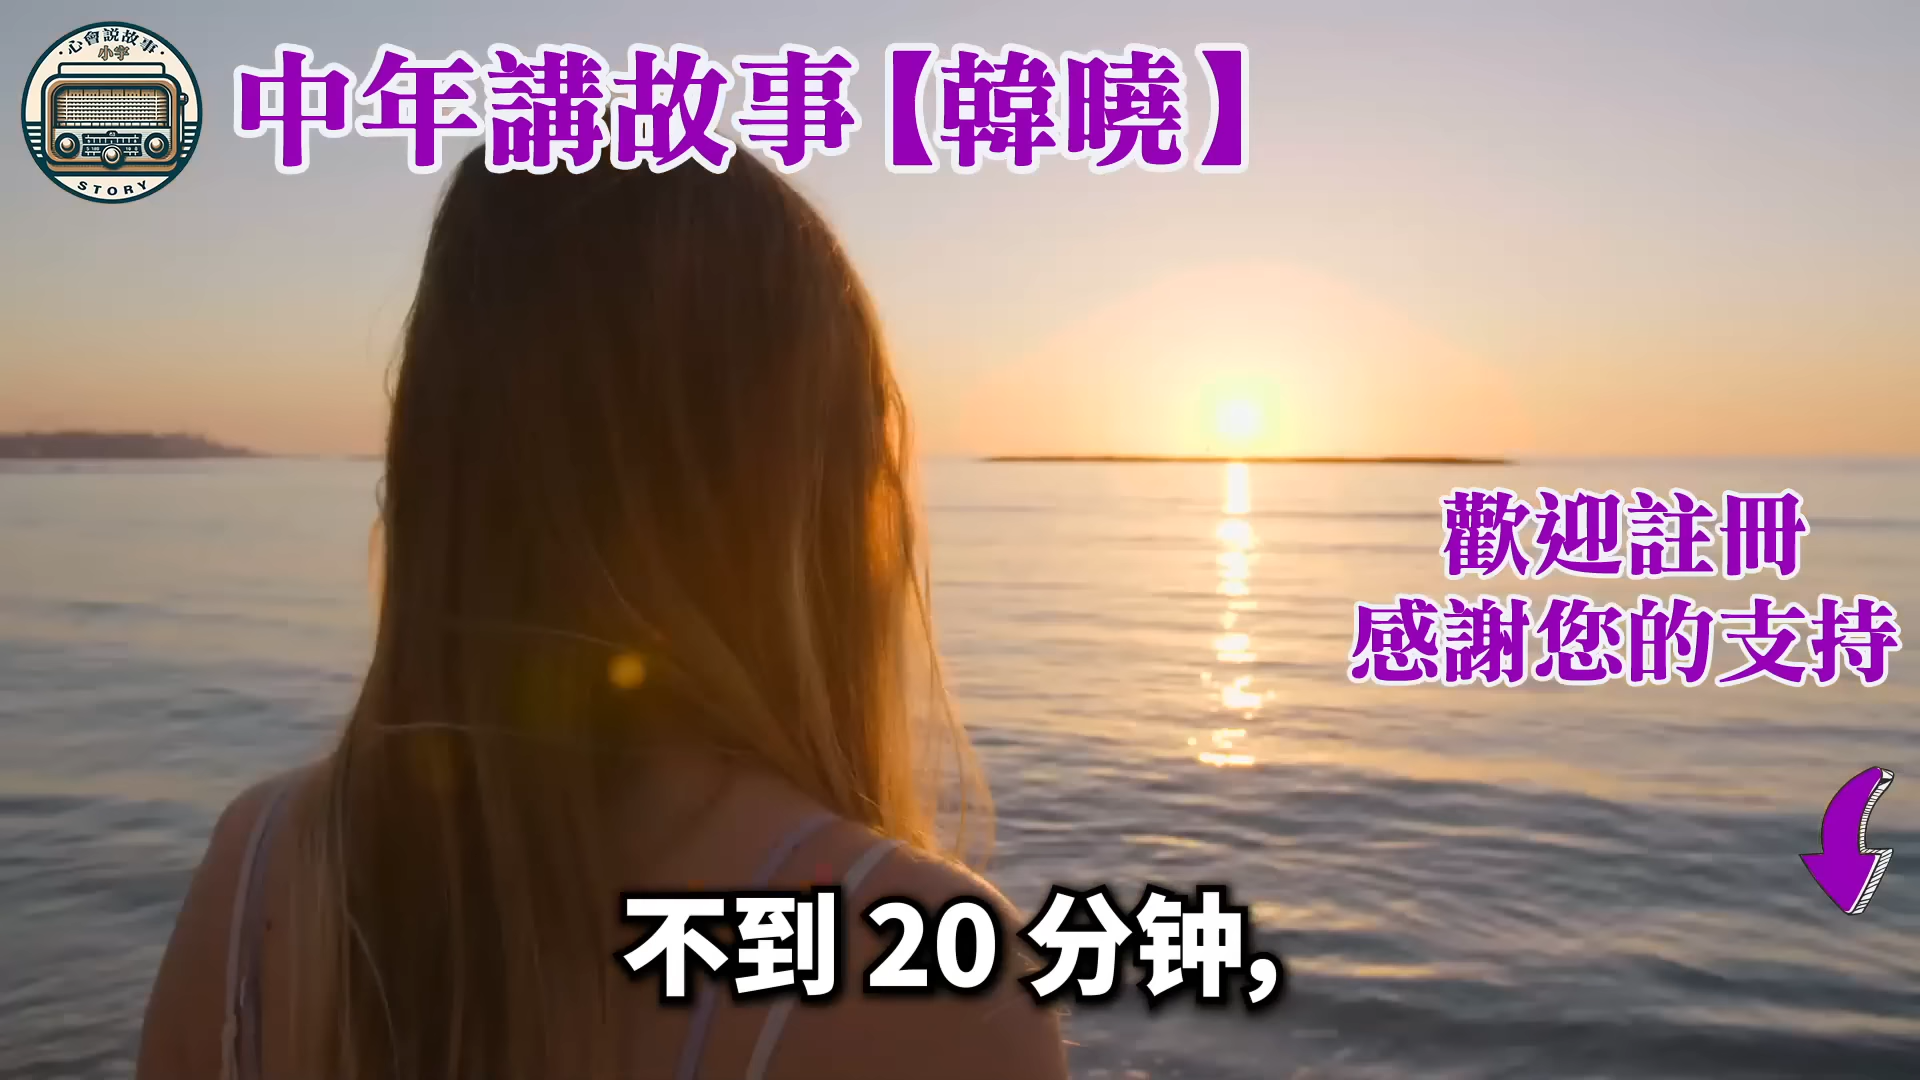 心會說故事
小宇
STORY
中年講故事【韓曉】
歡迎註冊
感謝您的支持
不到 20 分钟,